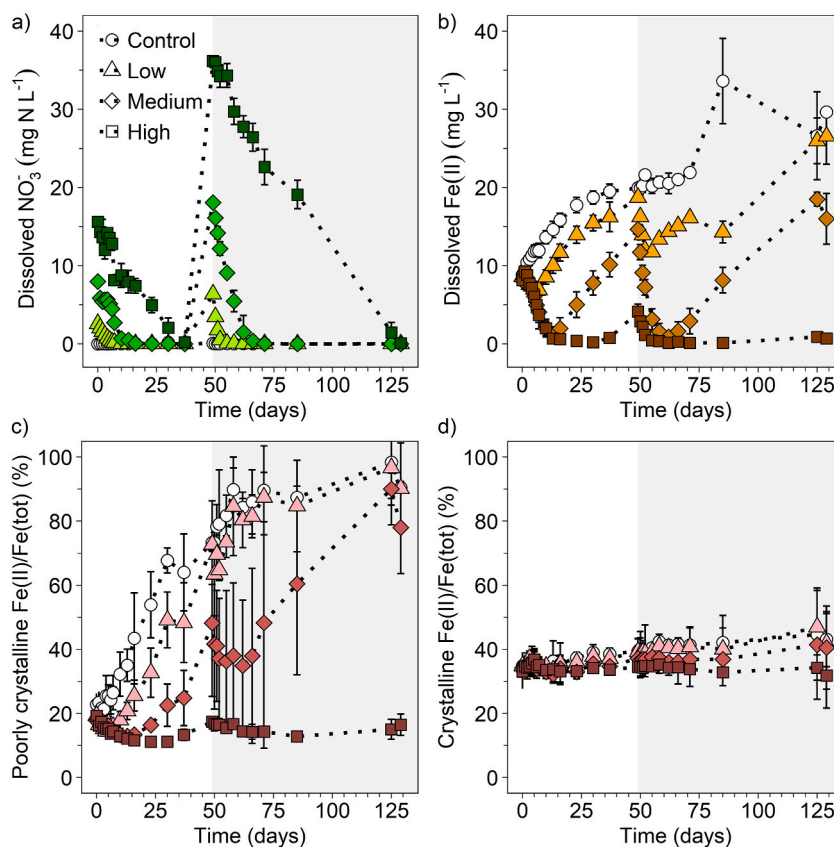 a)
Dissolved NO₃⁻ (mg N L⁻¹)
40
30
20
10
0
Control
Low
Medium
High
0 25 50 75 100 125
Time (days)
b)
Dissolved Fe(II) (mg L⁻¹)
40
30
20
10
0
0 25 50 75 100 125
Time (days)
c)
Poorly crystalline Fe(II)/Fe(tot) (%)
100
80
60
40
20
0
0 25 50 75 100 125
Time (days)
d)
Crystalline Fe(II)/Fe(tot) (%)
100
80
60
40
20
0
0 25 50 75 100 125
Time (days)